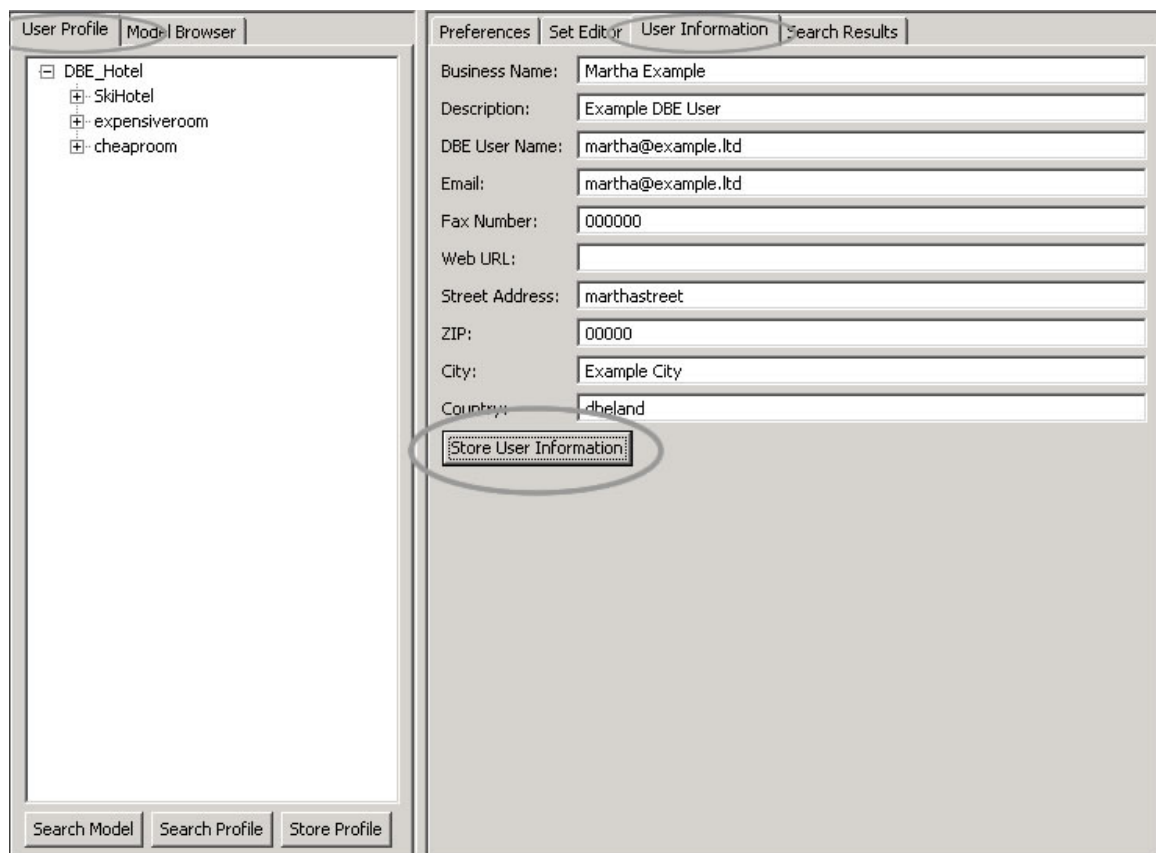 User Profile
Model Browser
DBE_Hotel
SkiHotel
expensiveroom
cheaproom
Search Model
Search Profile
Store Profile
Preferences
Set Editor
User Information
Search Results
Business Name: Martha Example
Description: Example DBE User
DBE User Name: martha@example.ltd
Email: martha@example.ltd
Fax Number: 000000
Web URL:
Street Address: marthastreet
ZIP: 00000
City: Example City
Country: dbeland
Store User Information